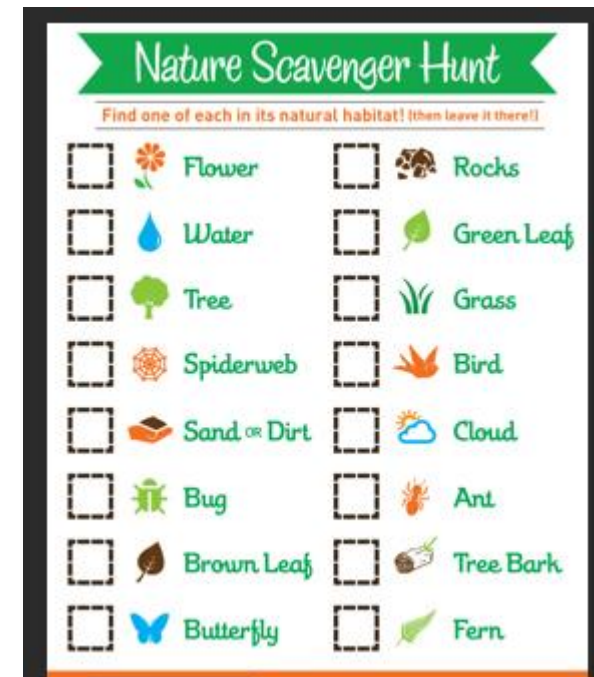 Nature Scavenger Hunt
Find one of each in its natural habitat! (then leave it there!)
Flower
Rocks
Water
Green Leaf
Tree
Grass
Spiderweb
Bird
Sand OR Dirt
Cloud
Bug
Ant
Brown Leaf
Tree Bark
Butterfly
Fern